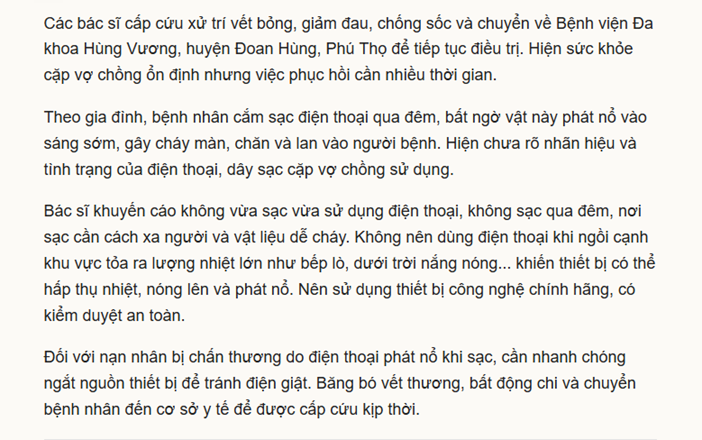 Các bác sĩ cấp cứu xử trí vết bỏng, giảm đau, chống sốc và chuyển về Bệnh viện Đa
khoa Hùng Vương, huyện Đoan Hùng, Phú Thọ để tiếp tục điều trị. Hiện sức khỏe
cặp vợ chồng ổn định nhưng việc phục hồi cần nhiều thời gian.
Theo gia đình, bệnh nhân cắm sạc điện thoại qua đêm, bất ngờ vật này phát nổ vào
sáng sớm, gây cháy màn, chăn và lan vào người bệnh. Hiện chưa rõ nhãn hiệu và
tình trạng của điện thoại, dây sạc cặp vợ chồng sử dụng.
Bác sĩ khuyến cáo không vừa sạc vừa sử dụng điện thoại, không sạc qua đêm, nơi
sạc cần cách xa người và vật liệu dễ cháy. Không nên dùng điện thoại khi ngồi cạnh
khu vực tỏa ra lượng nhiệt lớn như bếp lò, dưới trời nắng nóng... khiến thiết bị có thể
hấp thụ nhiệt, nóng lên và phát nổ. Nên sử dụng thiết bị công nghệ chính hãng, có
kiểm duyệt an toàn.
Đối với nạn nhân bị chấn thương do điện thoại phát nổ khi sạc, cần nhanh chóng
ngắt nguồn thiết bị để tránh điện giật. Băng bó vết thương, bất động chi và chuyển
bệnh nhân đến cơ sở y tế để được cấp cứu kịp thời.